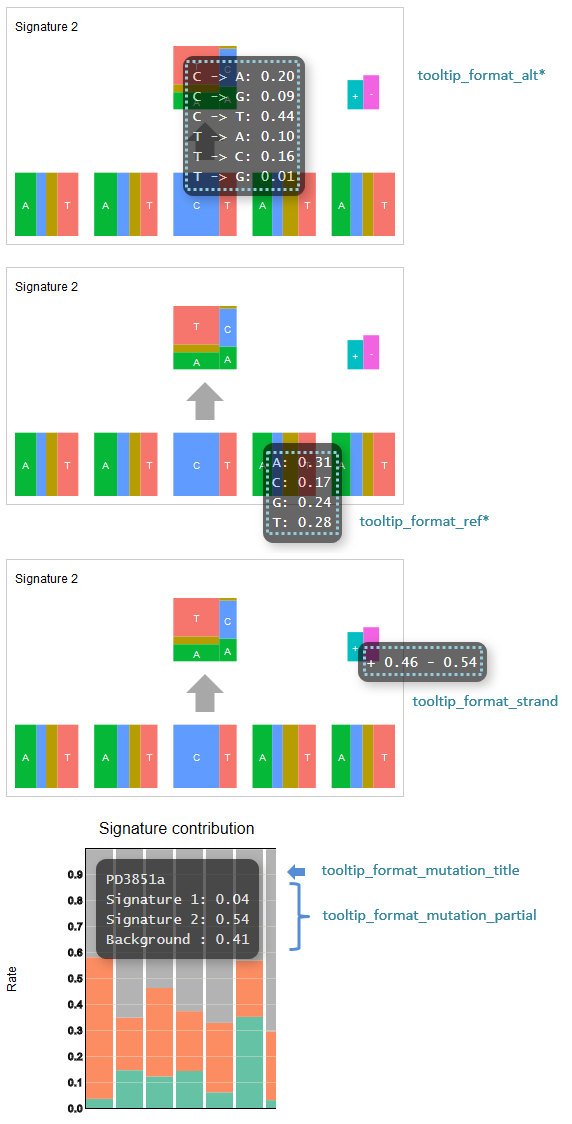 Signature 2
C -> A: 0.20
C -> G: 0.09
C -> T: 0.44
T -> A: 0.10
T -> C: 0.16
T -> G: 0.01
+ -
tooltip_format_alt*
A T A T C T A T A T
Signature 2
T C
A A
+ -
A T A T C T A T A T
A: 0.31
C: 0.17
G: 0.24
T: 0.28
tooltip_format_ref*
Signature 2
T C
A A
+
+ 0.46 - 0.54
tooltip_format_strand
A T A T C T A T A T
Signature contribution
PD3851a
Signature 1: 0.04
Signature 2: 0.54
Background : 0.41
tooltip_format_mutation_title
tooltip_format_mutation_partial
Rate
0.9
0.8
0.7
0.6
0.5
0.4
0.3
0.2
0.1
0.0